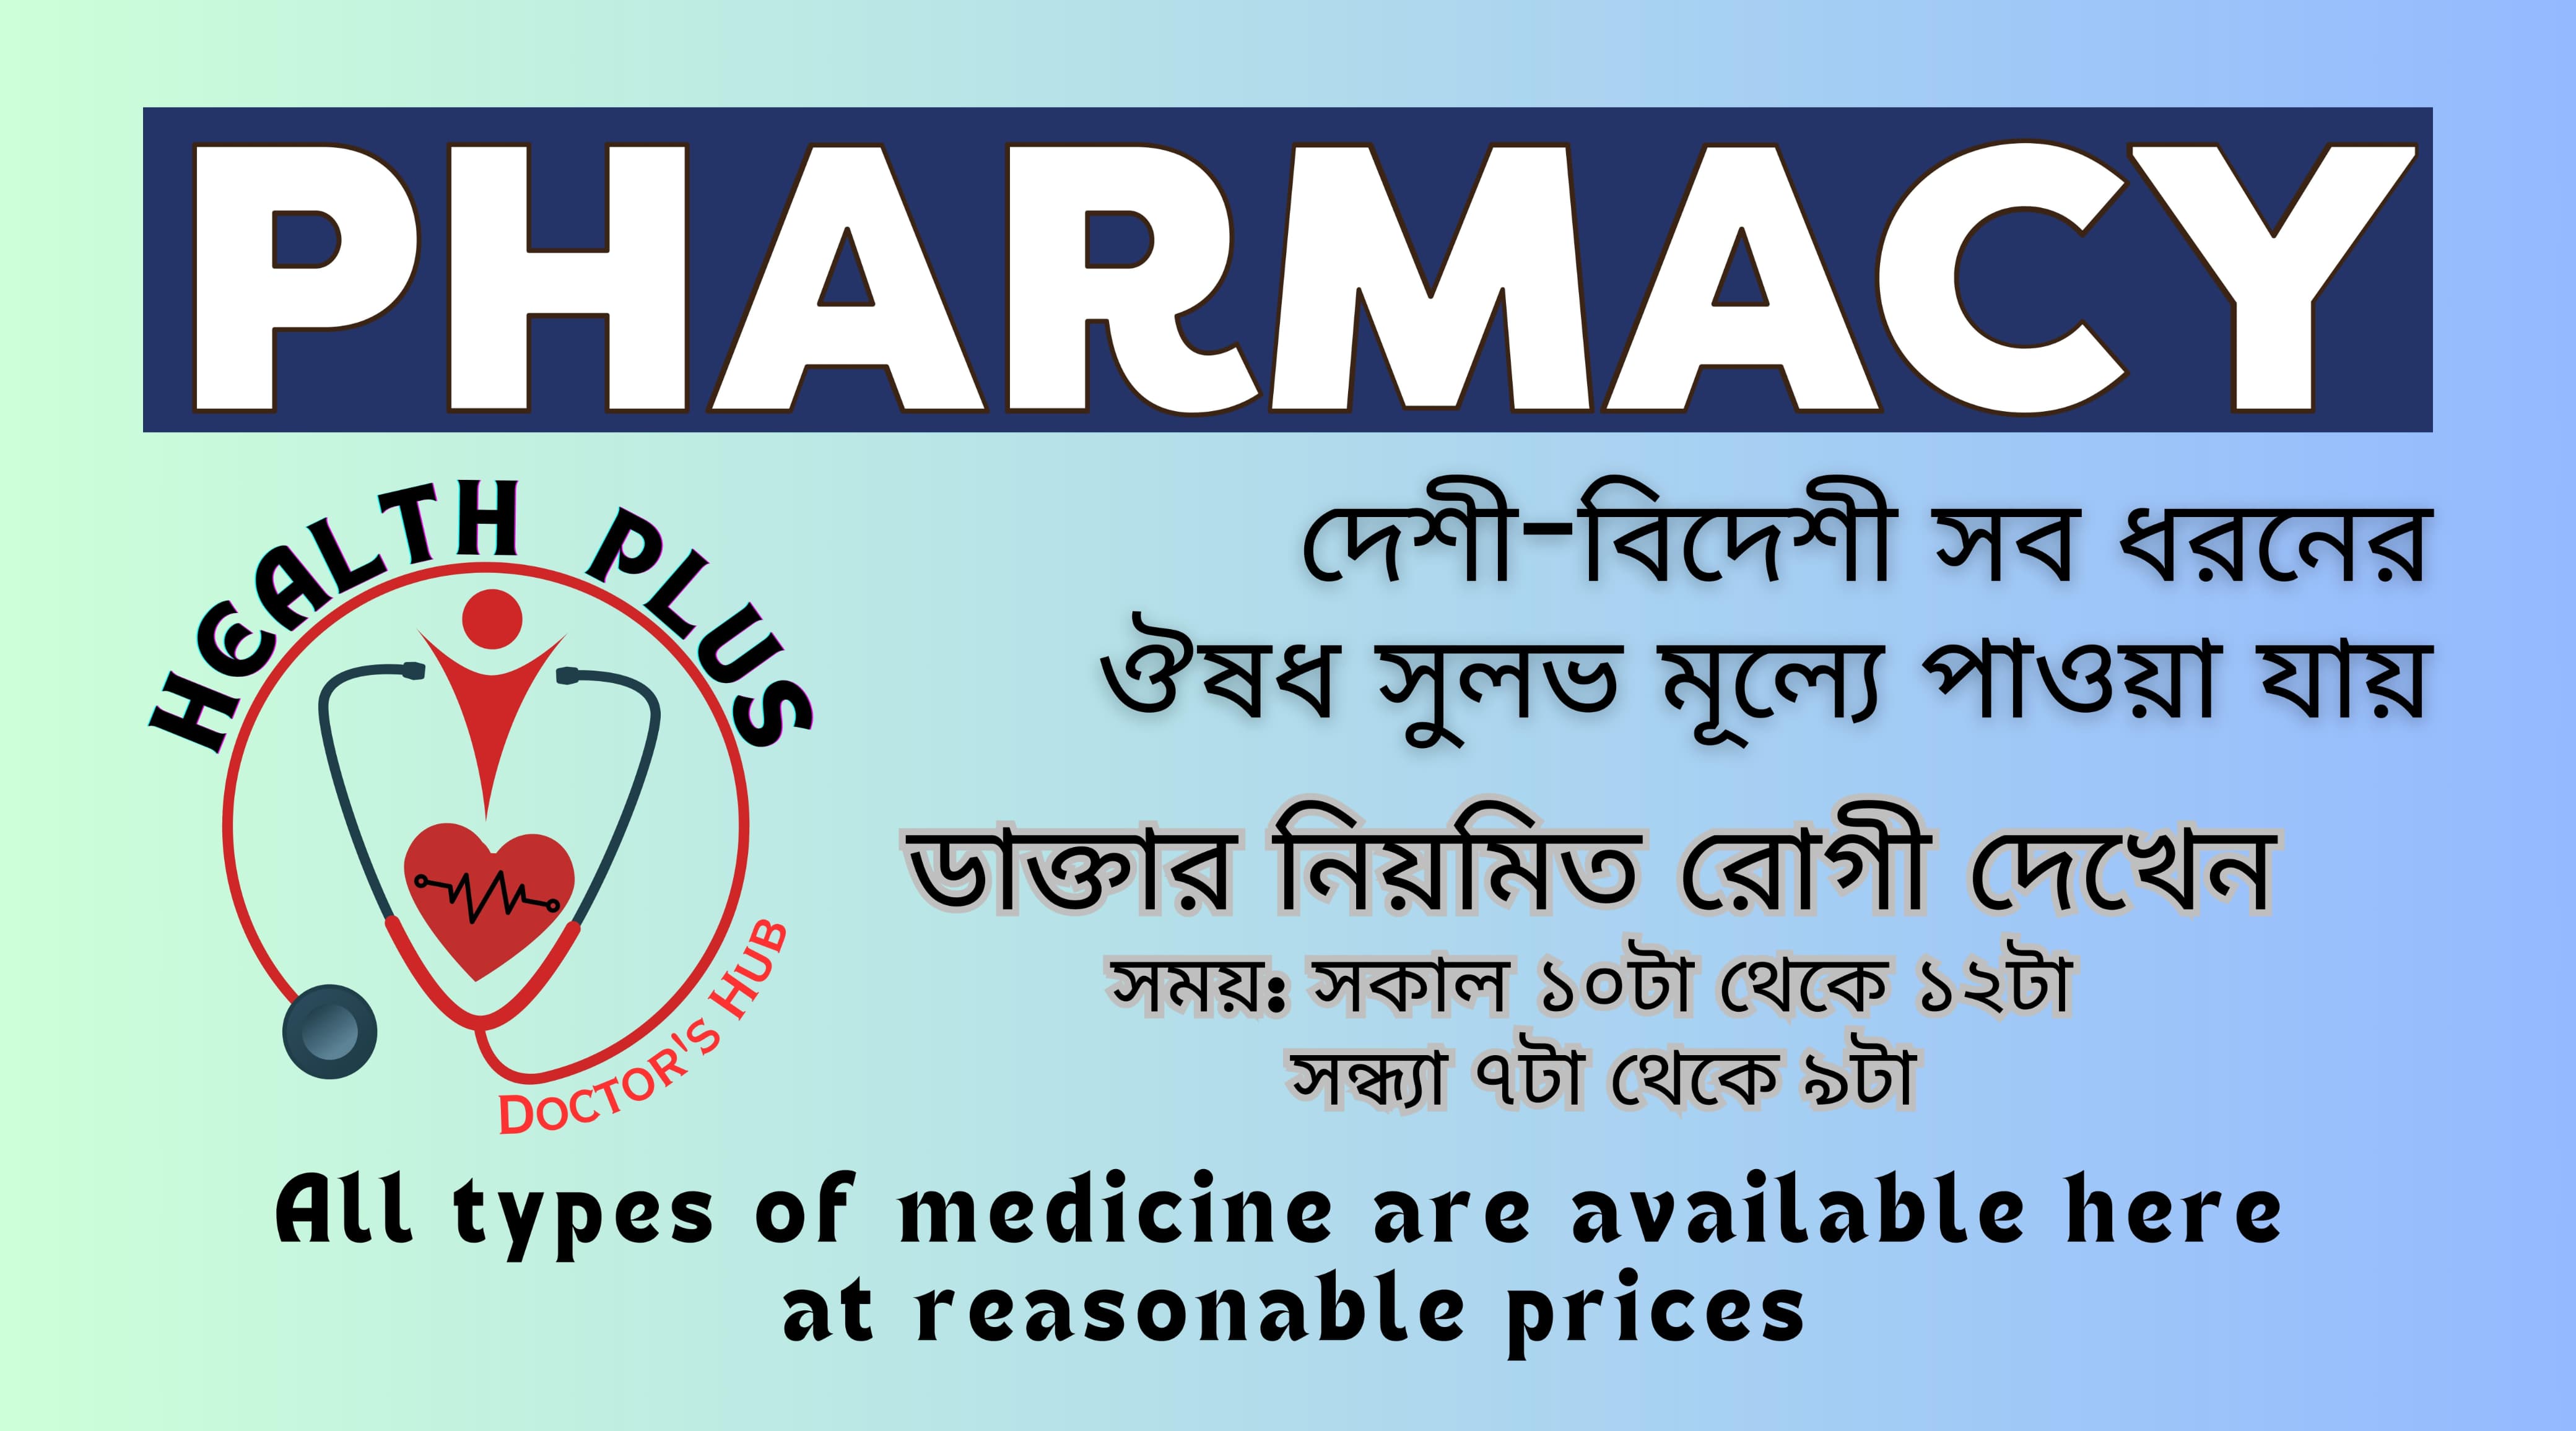 PHARMACY
HEALTH PLUS
DOCTOR'S HUB
দেশী-বিদেশী সব ধরনের
ঔষধ সুলভ মূল্যে পাওয়া যায়
ডাক্তার নিয়মিত রোগী দেখেন
সময়: সকাল ১০টা থেকে ১২টা
সন্ধ্যা ৭টা থেকে ৯টা
All types of medicine are available here
at reasonable prices